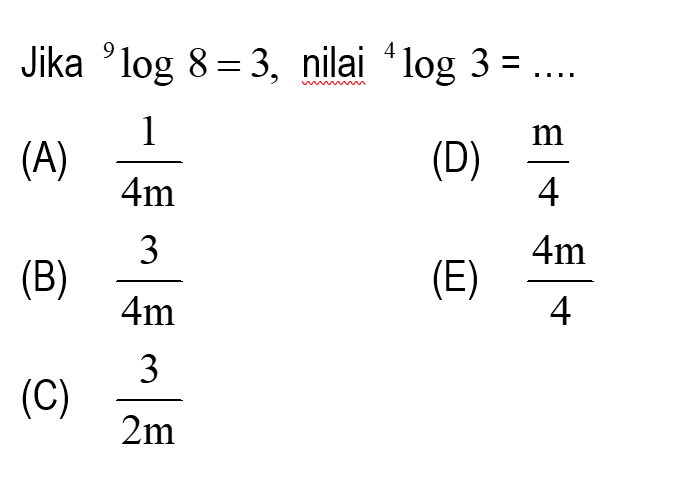 Jika ⁹log 8 = 3, nilai ⁴log 3 = ....
(A) 1/4m
(D) m/4
(B) 3/4m
(E) 4m/4
(C) 3/2m